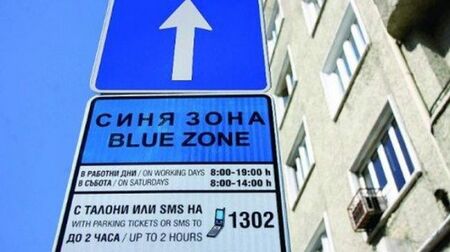 СИНЯ ЗОНА
BLUE ZONE
В РАБОТНИ ДНИ / ON WORKING DAYS 8:00-19:00 h
В СЪБОТА / ON SATURDAYS 8:00-14:00 h
С ТАЛОНИ ИЛИ SMS НА 1302
WITH PARKING TICKETS OR SMS TO
ДО 2 ЧАСА / UP TO 2 HOURS